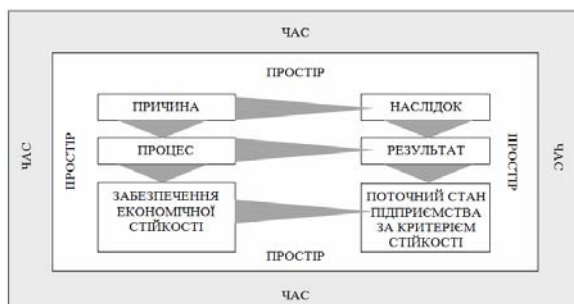 ЧАС
ПРОСТІР
ПРИЧИНА
НАСЛІДОК
ЧАС
ПРОСТІР
ПРОЦЕС
РЕЗУЛЬТАТ
ПРОСТІР
ЧАС
ЗАБЕЗПЕЧЕННЯ
ЕКОНОМІЧНОЇ
СТІЙКОСТІ
ПОТОЧНИЙ СТАН
ПІДПРИЄМСТВА
ЗА КРИТЕРІЄМ
СТІЙКОСТІ
ПРОСТІР
ЧАС